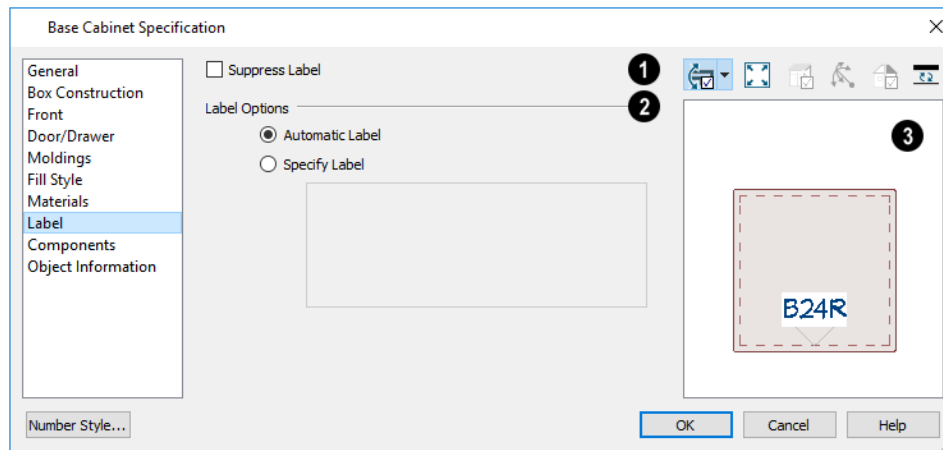 Base Cabinet Specification
General
Box Construction
Front
Door/Drawer
Moldings
Fill Style
Materials
Label
Components
Object Information
Suppress Label
1
Label Options
2
Automatic Label
Specify Label
3
B24R
Number Style...
OK
Cancel
Help